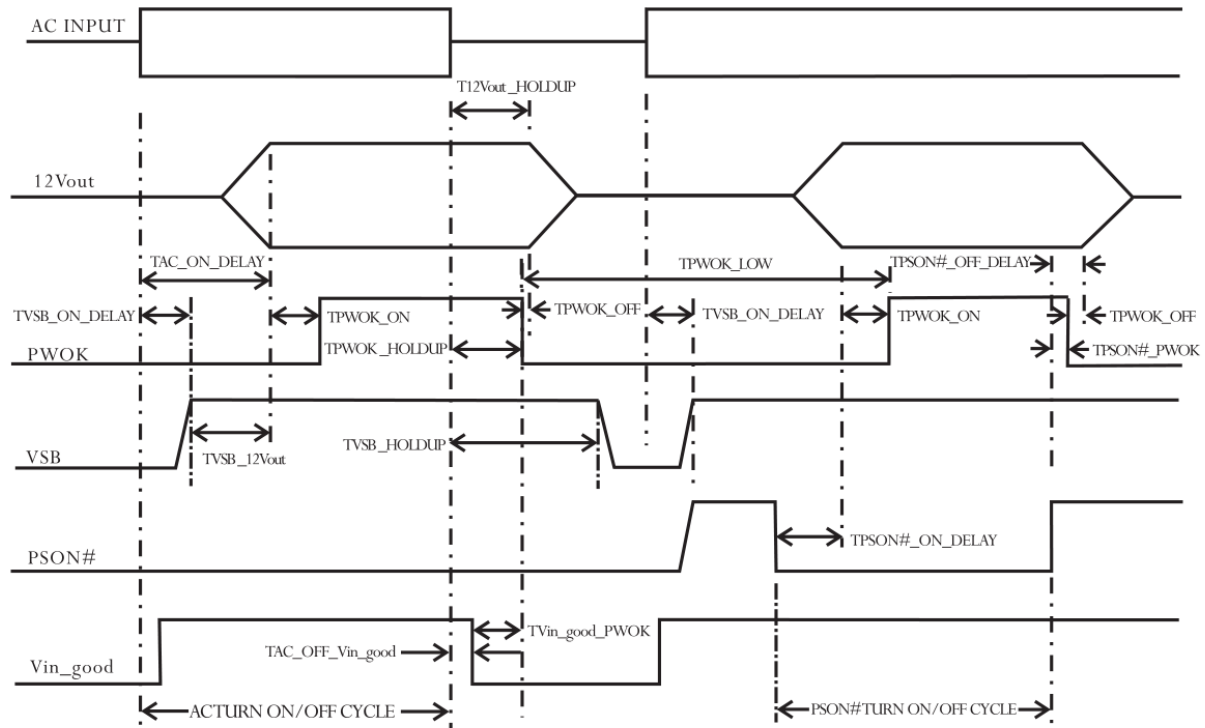 AC INPUT
T12Vout_HOLDUP
12Vout
TAC_ON_DELAY
TPWOK_LOW
TPSON#_OFF_DELAY
TVSB_ON_DELAY
TPWOK_ON
TPWOK_OFF
TVSB_ON_DELAY
TPWOK_ON
TPWOK_OFF
PWOK
TPWOK_HOLDUP
TPSON#_PWOK
VSB
TVSB_12Vout
TVSB_HOLDUP
PSON#
TPSON#_ON_DELAY
TVin_good_PWOK
Vin_good
TAC_OFF_Vin_good
ACTURN ON/OFF CYCLE
PSON#TURN ON/OFF CYCLE